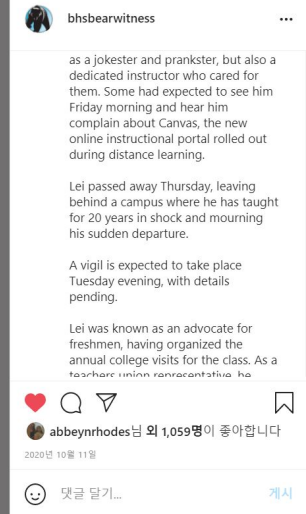 bhsbearwitness
as a jokester and prankster, but also a
dedicated instructor who cared for
them. Some had expected to see him
Friday morning and hear him
complain about Canvas, the new
online instructional portal rolled out
during distance learning.
Lei passed away Thursday, leaving
behind a campus where he has taught
for 20 years in shock and mourning
his sudden departure.
A vigil is expected to take place
Tuesday evening, with details
pending.
Lei was known as an advocate for
freshmen, having organized the
annual college visits for the class. As a
teachers union representative, he
abbeynrhodes님 외 1,059명이 좋아합니다
2020년 10월 11일
댓글 달기...
게시